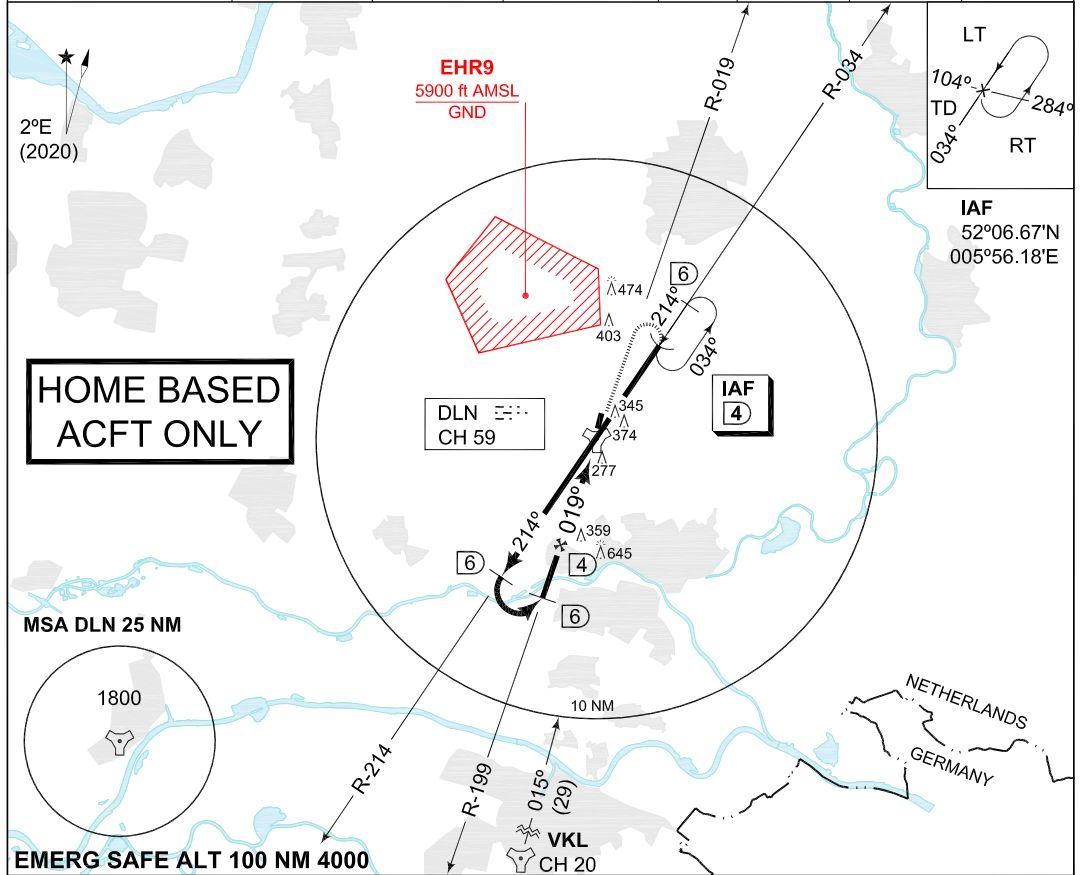 2ºE
(2020)
EHR9
5900 ft AMSL
GND
R-019
R-034
LT
104º
TD
284º
034º
RT
IAF
52º06.67'N
005º56.18'E
6
474
403
214º
034º
IAF
4
HOME BASED
ACFT ONLY
DLN
CH 59
345
374
277
019º
214º
359
645
6
4
6
MSA DLN 25 NM
1800
10 NM
R-214
R-199
015º
(29)
VKL
CH 20
NETHERLANDS
GERMANY
EMERG SAFE ALT 100 NM 4000